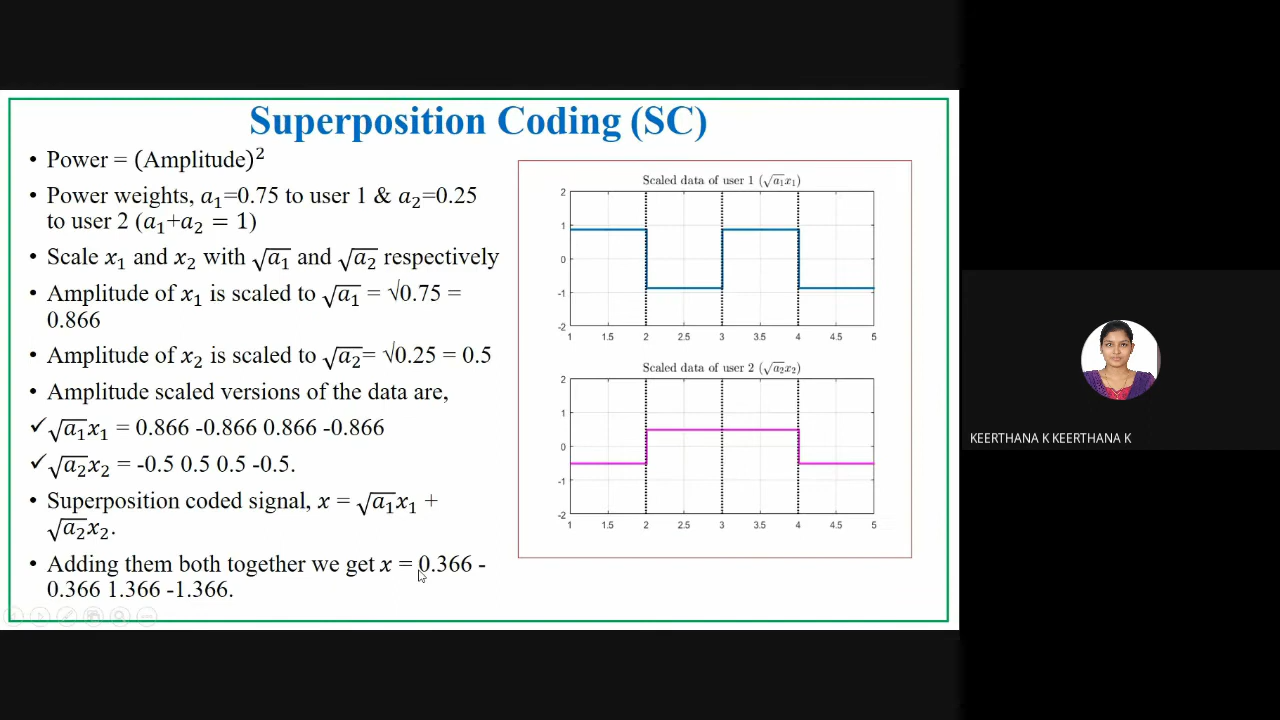 Superposition Coding (SC)
• Power = (Amplitude)²
• Power weights, a₁=0.75 to user 1 & a₂=0.25
to user 2 (a₁+a₂ = 1)
• Scale x₁ and x₂ with √a₁ and √a₂ respectively
• Amplitude of x₁ is scaled to √a₁ = √0.75 =
0.866
• Amplitude of x₂ is scaled to √a₂= √0.25 = 0.5
• Amplitude scaled versions of the data are,
✓√a₁x₁ = 0.866 -0.866 0.866 -0.866
✓√a₂x₂ = -0.5 0.5 0.5 -0.5.
• Superposition coded signal, x = √a₁x₁ +
√a₂x₂.
• Adding them both together we get x = 0.366 -
0.366 1.366 -1.366.
Scaled data of user 1 (√a₁x₁)
2
1
0
-1
-2
1 1.5 2 2.5 3 3.5 4 4.5 5
Scaled data of user 2 (√a₂x₂)
2
1
0
-1
-2
1 1.5 2 2.5 3 3.5 4 4.5 5
KEERTHANA K KEERTHANA K